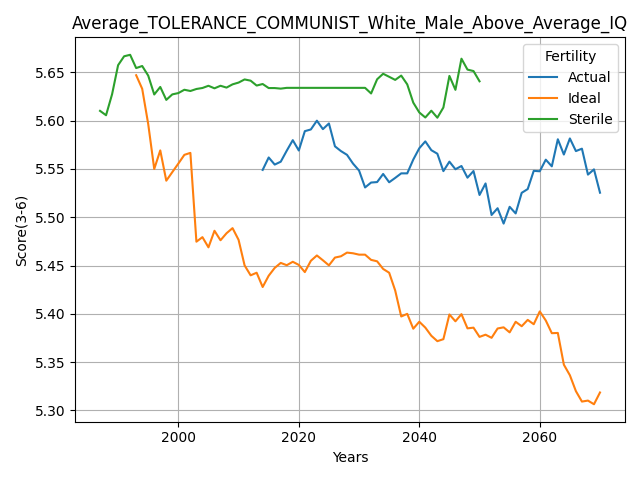 Average_TOLERANCE_COMMUNIST_White_Male_Above_Average_IQ
Fertility
Actual
Ideal
Sterile
Score(3-6)
5.65
5.60
5.55
5.50
5.45
5.40
5.35
5.30
2000
2020
2040
2060
Years